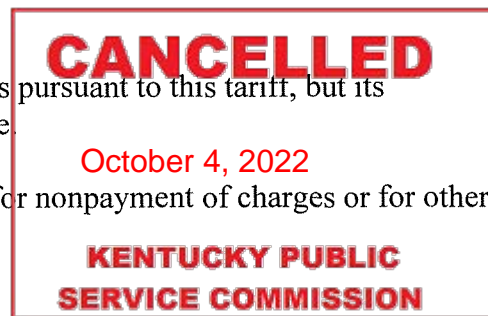 CANCELLED
s pursuant to this tariff, but its
e
October 4, 2022
for nonpayment of charges or for other
KENTUCKY PUBLIC
SERVICE COMMISSION